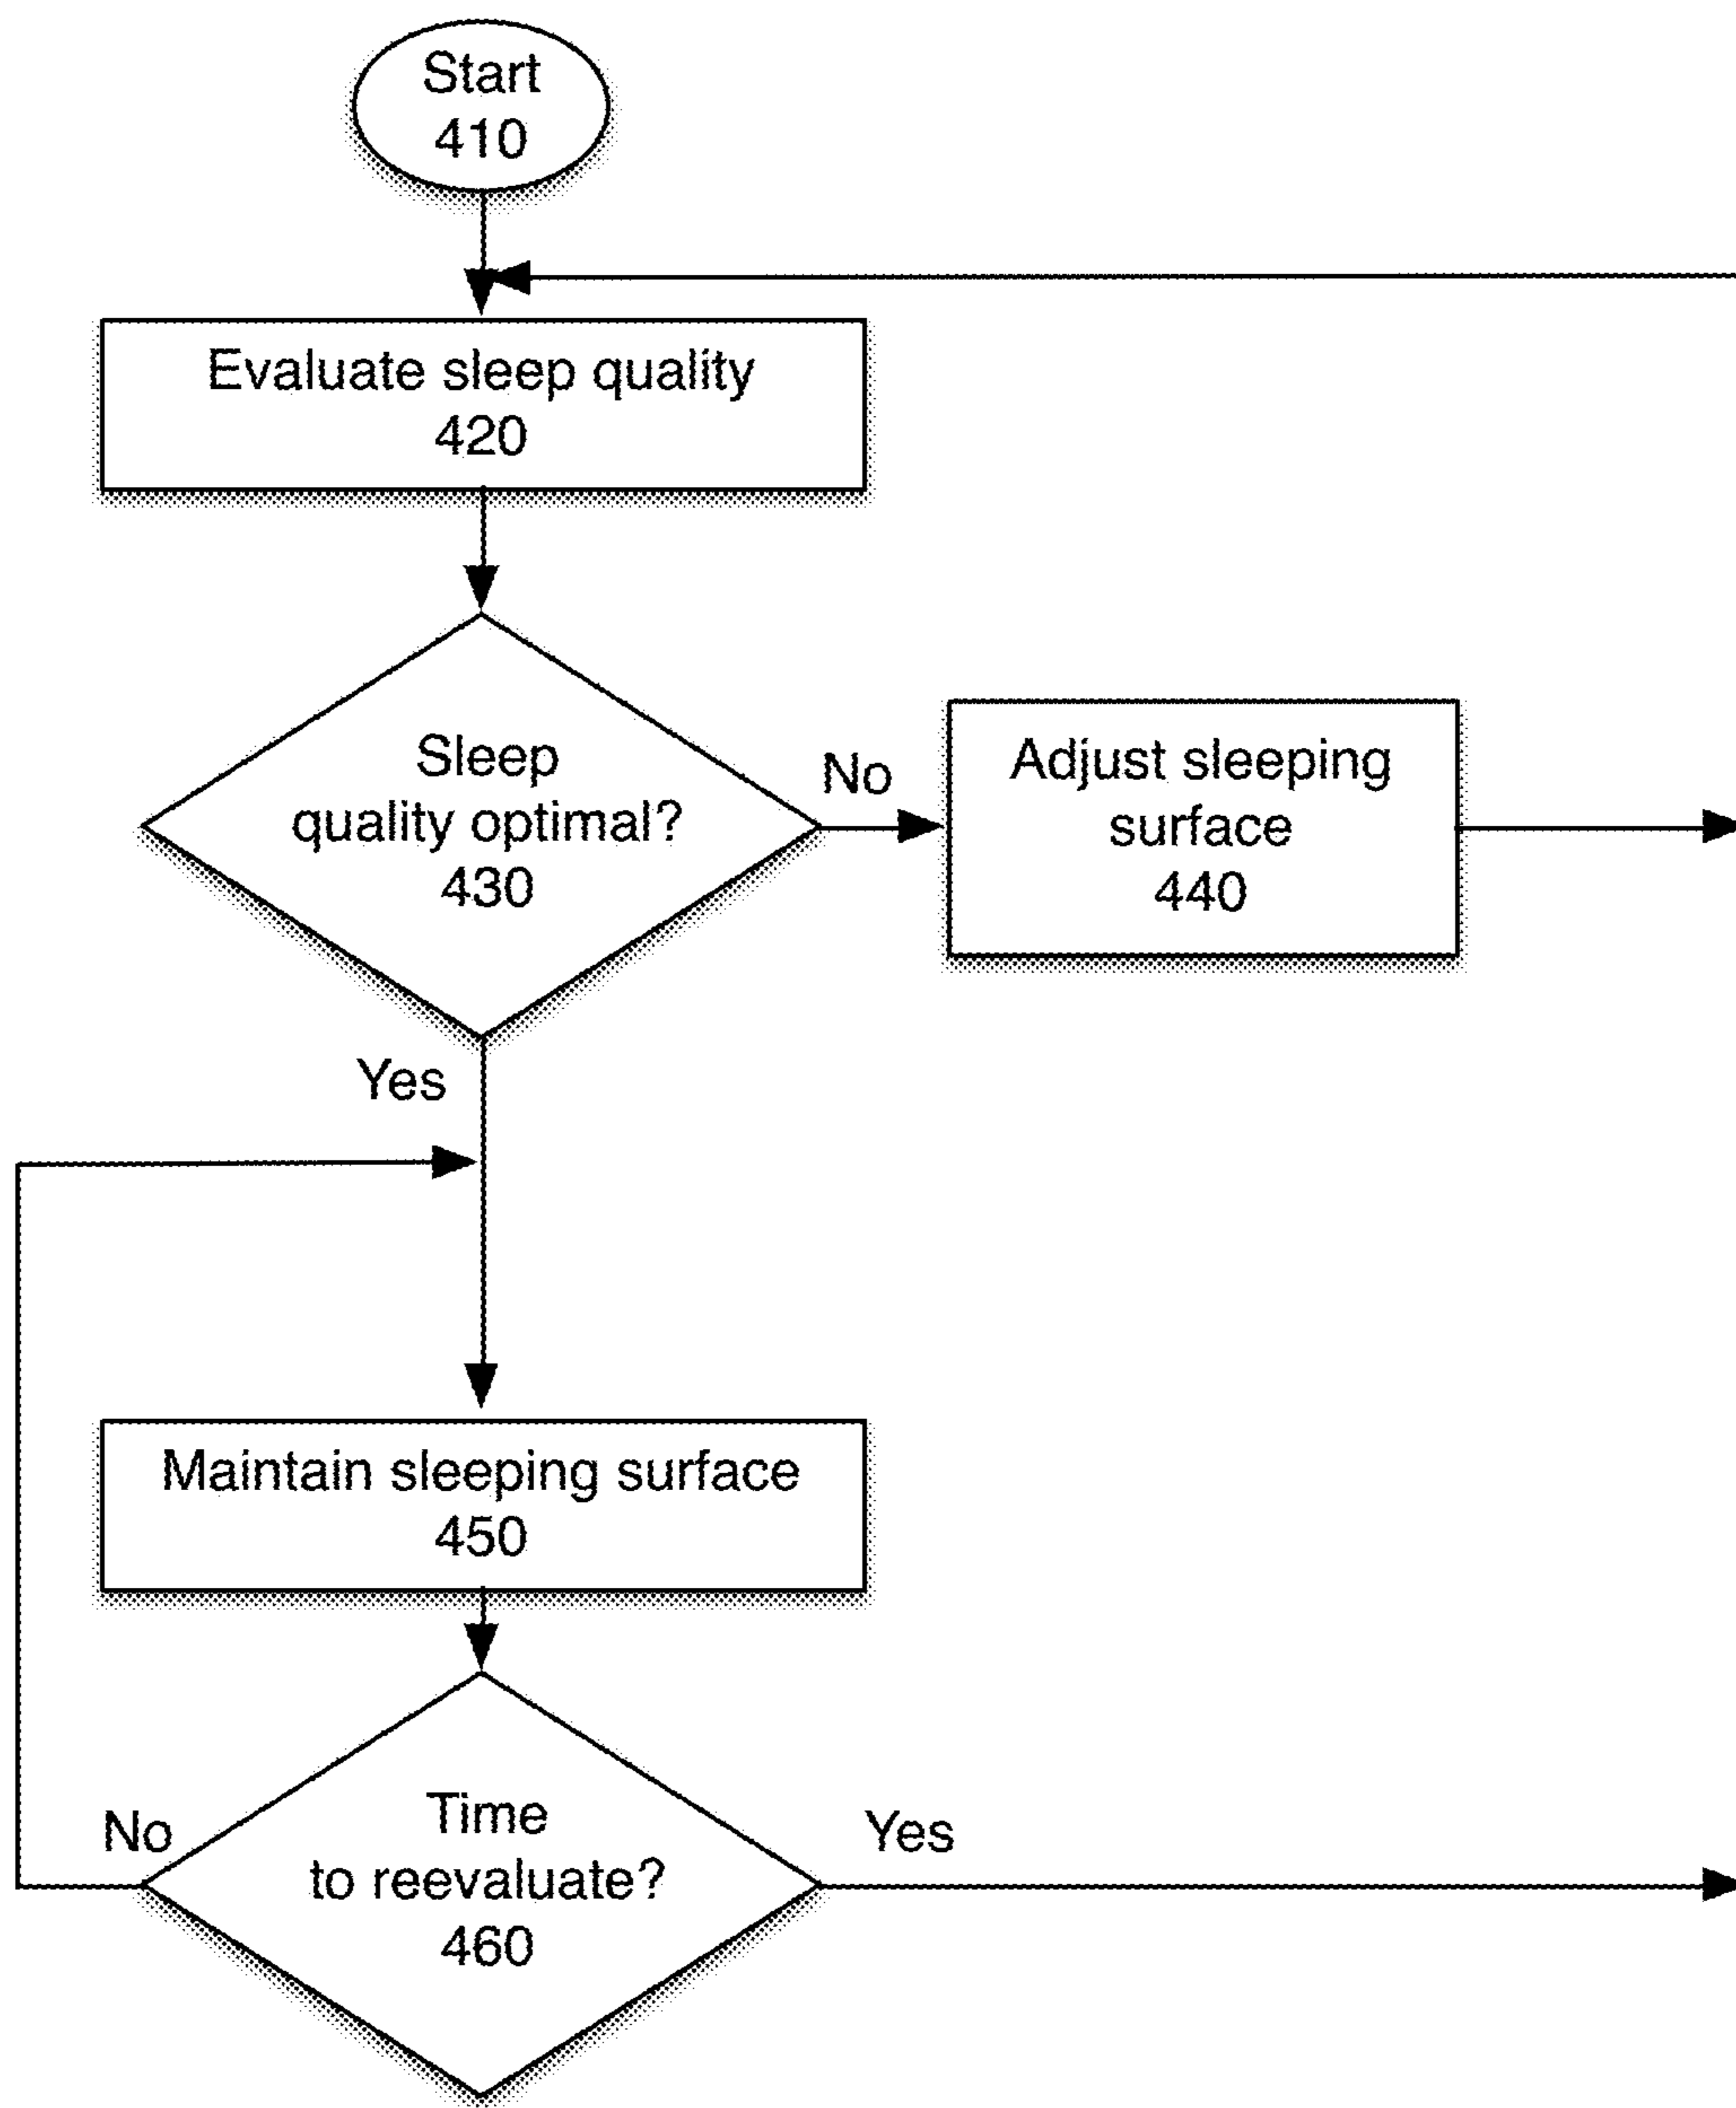 Start
410
Evaluate sleep quality
420
Sleep
quality optimal?
430
No
Adjust sleeping
surface
440
Yes
Maintain sleeping surface
450
No
Time
to reevaluate?
460
Yes